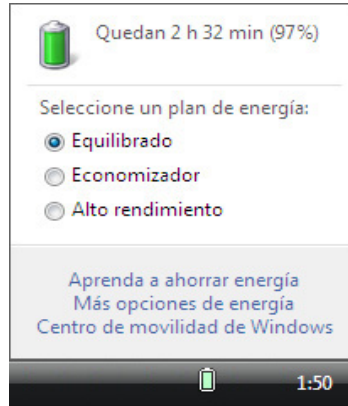 Quedan 2 h 32 min (97%)
Seleccione un plan de energía:
Equilibrado
Economizador
Alto rendimiento
Aprenda a ahorrar energía
Más opciones de energía
Centro de movilidad de Windows
1:50